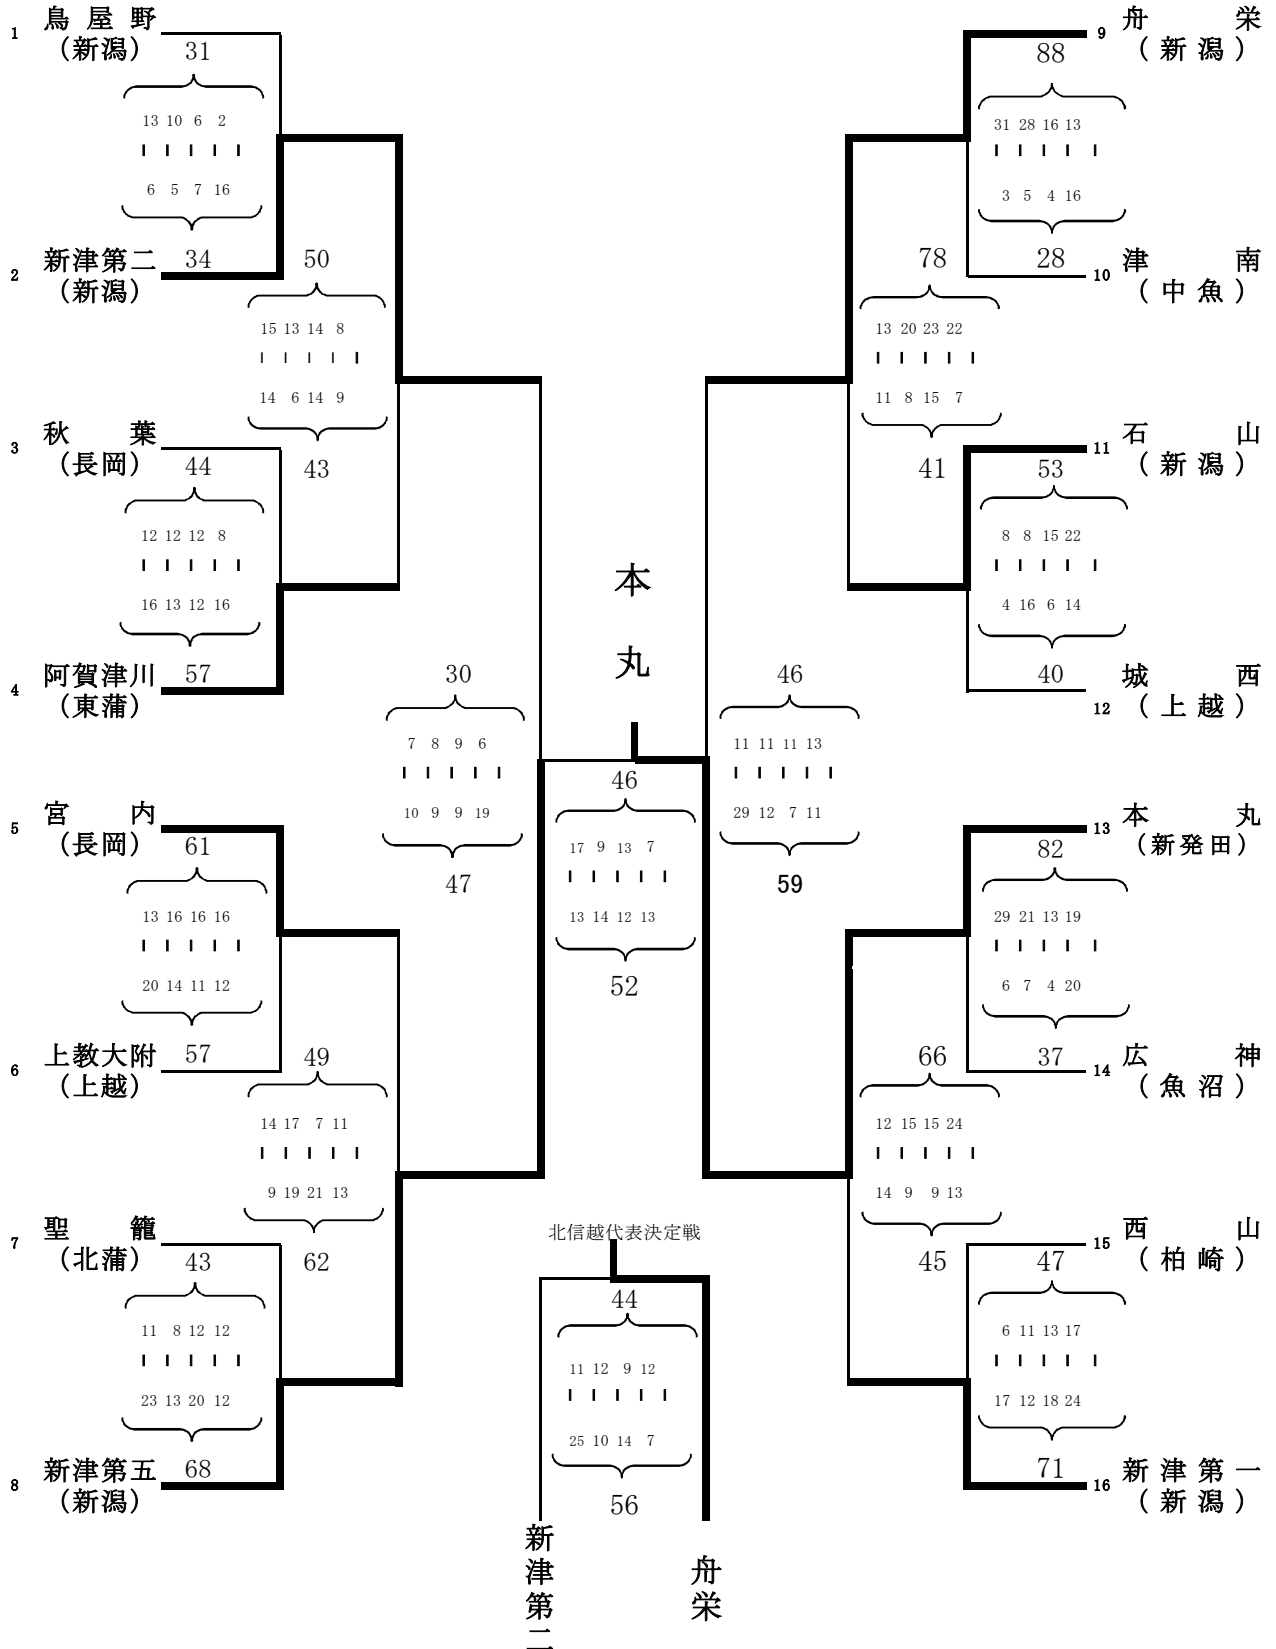 1 鳥屋野
(新潟)
31
13 10 6 2
6 5 7 16
34
2 新津第二
(新潟)
50
15 13 14 8
14 6 14 9
43
3 秋葉
(長岡)
44
12 12 12 8
16 13 12 16
57
4 阿賀津川
(東蒲)
30
7 8 9 6
10 9 9 19
47
5 宮内
(長岡)
61
13 16 16 16
20 14 11 12
57
6 上教大附
(上越)
49
14 17 7 11
9 19 21 13
62
7 聖籠
(北蒲)
43
11 8 12 12
23 13 20 12
68
8 新津第五
(新潟)
本丸
46
17 9 13 7
13 14 12 13
52
北信越代表決定戦
44
11 12 9 12
25 10 14 7
56
新津第二
舟栄
9 舟栄
(新潟)
88
31 28 16 13
3 5 4 16
28
10 津南
(中魚)
78
13 20 23 22
11 8 15 7
41
11 石山
(新潟)
53
8 8 15 22
4 16 6 14
40
12 城西
(上越)
46
11 11 11 13
29 12 7 11
59
13 本丸
(新発田)
82
29 21 13 19
6 7 4 20
37
14 広神
(魚沼)
66
12 15 15 24
14 9 9 13
45
15 西山
(柏崎)
47
6 11 13 17
17 12 18 24
71
16 新津第一
(新潟)